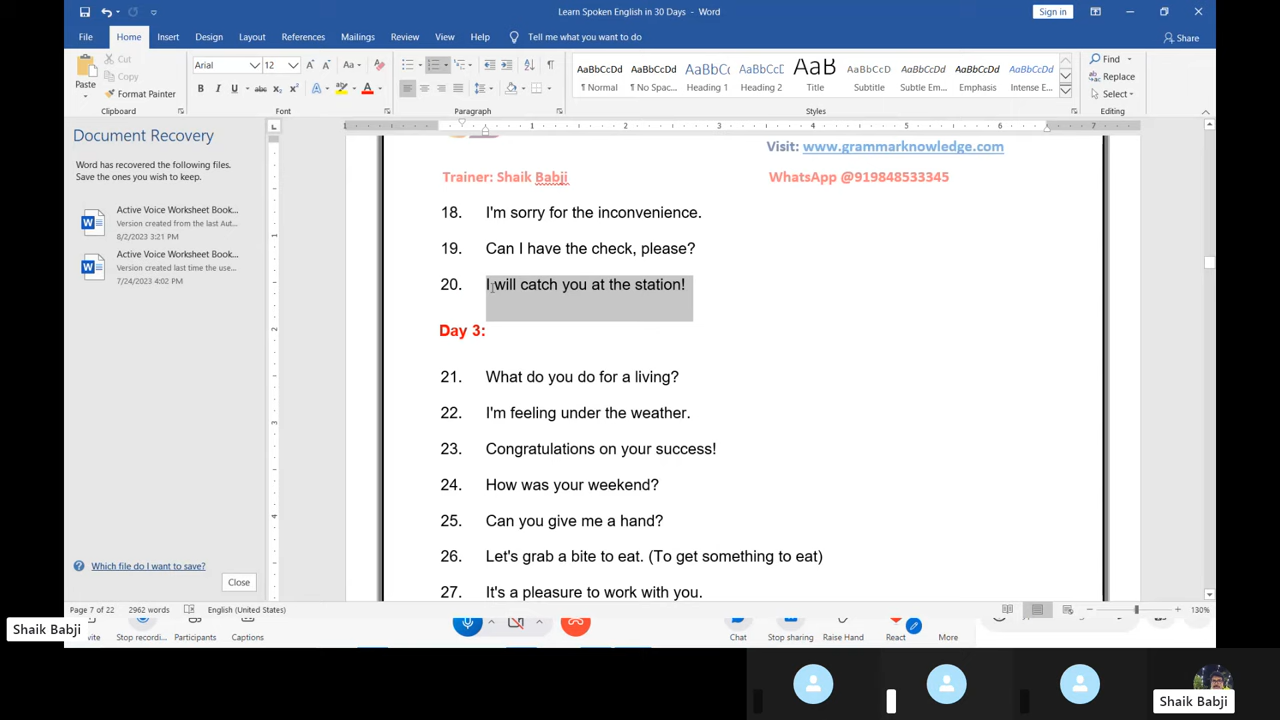 Learn Spoken English in 30 Days - Word
Sign in
File Home Insert Design Layout References Mailings Review View Help Tell me what you want to do
Share
Paste
Cut
Copy
Format Painter
Clipboard
Arial 12
Font
Paragraph
AaBbCcDd AaBbCcDd AaBbCc AaBbCcE AaB AaBbCcD AaBbCcDd AaBbCcDd AaBbCcDd
¶ Normal ¶ No Spac... Heading 1 Heading 2 Title Subtitle Subtle Em... Emphasis Intense E...
Styles
Find
Replace
Select
Editing
Document Recovery
Word has recovered the following files.
Save the ones you wish to keep.
Active Voice Worksheet Book...
Version created from the last Aut...
8/2/2023 3:21 PM
Active Voice Worksheet Book...
Version created last time the use...
7/24/2023 4:02 PM
Which file do I want to save?
Close
Visit: www.grammarknowledge.com
Trainer: Shaik Babji WhatsApp @919848533345
18. I'm sorry for the inconvenience.
19. Can I have the check, please?
20. I will catch you at the station!
Day 3:
21. What do you do for a living?
22. I'm feeling under the weather.
23. Congratulations on your success!
24. How was your weekend?
25. Can you give me a hand?
26. Let's grab a bite to eat. (To get something to eat)
27. It's a pleasure to work with you.
Page 7 of 22 2962 words English (United States) 130%
Shaik Babji
Stop recordi... Participants Captions Chat Stop sharing Raise Hand React More
Shaik Babji